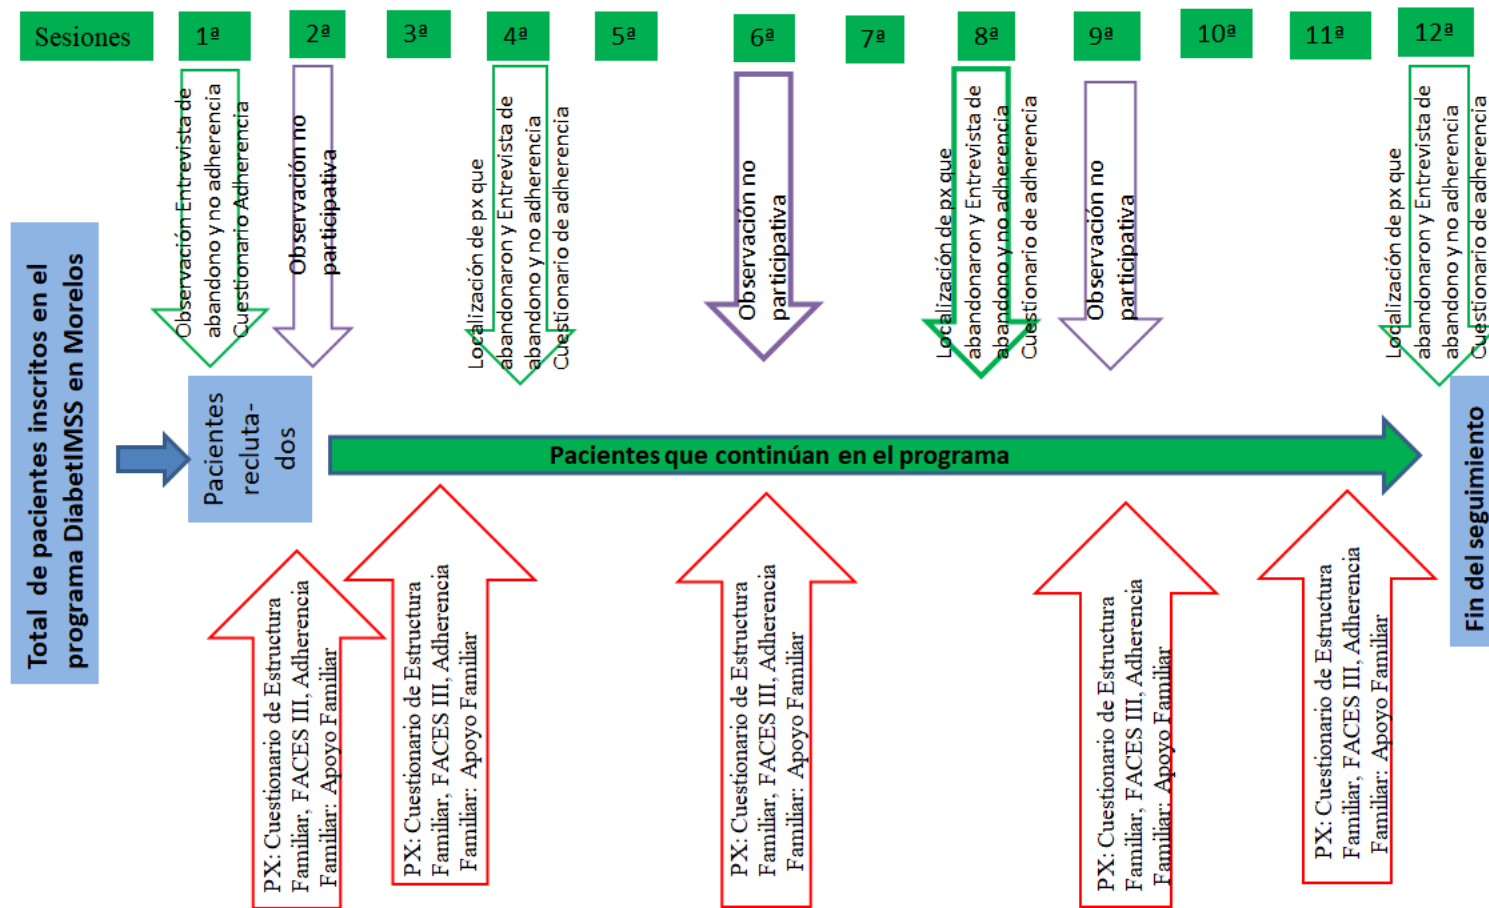 Sesiones
1ª
2ª
3ª
4ª
5ª
6ª
7ª
8ª
9ª
10ª
11ª
12ª
Observación Entrevista de
abandono y no adherencia
Cuestionario Adherencia
Observación no
participativa
Localización de px que
abandonaron y Entrevista de
abandono y no adherencia
Cuestionario de adherencia
Observación no
participativa
Localización de px que
abandonaron y Entrevista de
abandono y no adherencia
Cuestionario de adherencia
Observación no
participativa
Localización de px que
abandonaron y Entrevista de
abandono y no adherencia
Cuestionario de adherencia
Total de pacientes inscritos en el
programa DiabetIMSS en Morelos
Pacientes
recluta-
dos
Pacientes que continúan en el programa
Fin del seguimiento
PX: Cuestionario de Estructura
Familiar, FACES III, Adherencia
Familiar: Apoyo Familiar
PX: Cuestionario de Estructura
Familiar, FACES III, Adherencia
Familiar: Apoyo Familiar
PX: Cuestionario de Estructura
Familiar, FACES III, Adherencia
Familiar: Apoyo Familiar
PX: Cuestionario de Estructura
Familiar, FACES III, Adherencia
Familiar: Apoyo Familiar
PX: Cuestionario de Estructura
Familiar, FACES III, Adherencia
Familiar: Apoyo Familiar